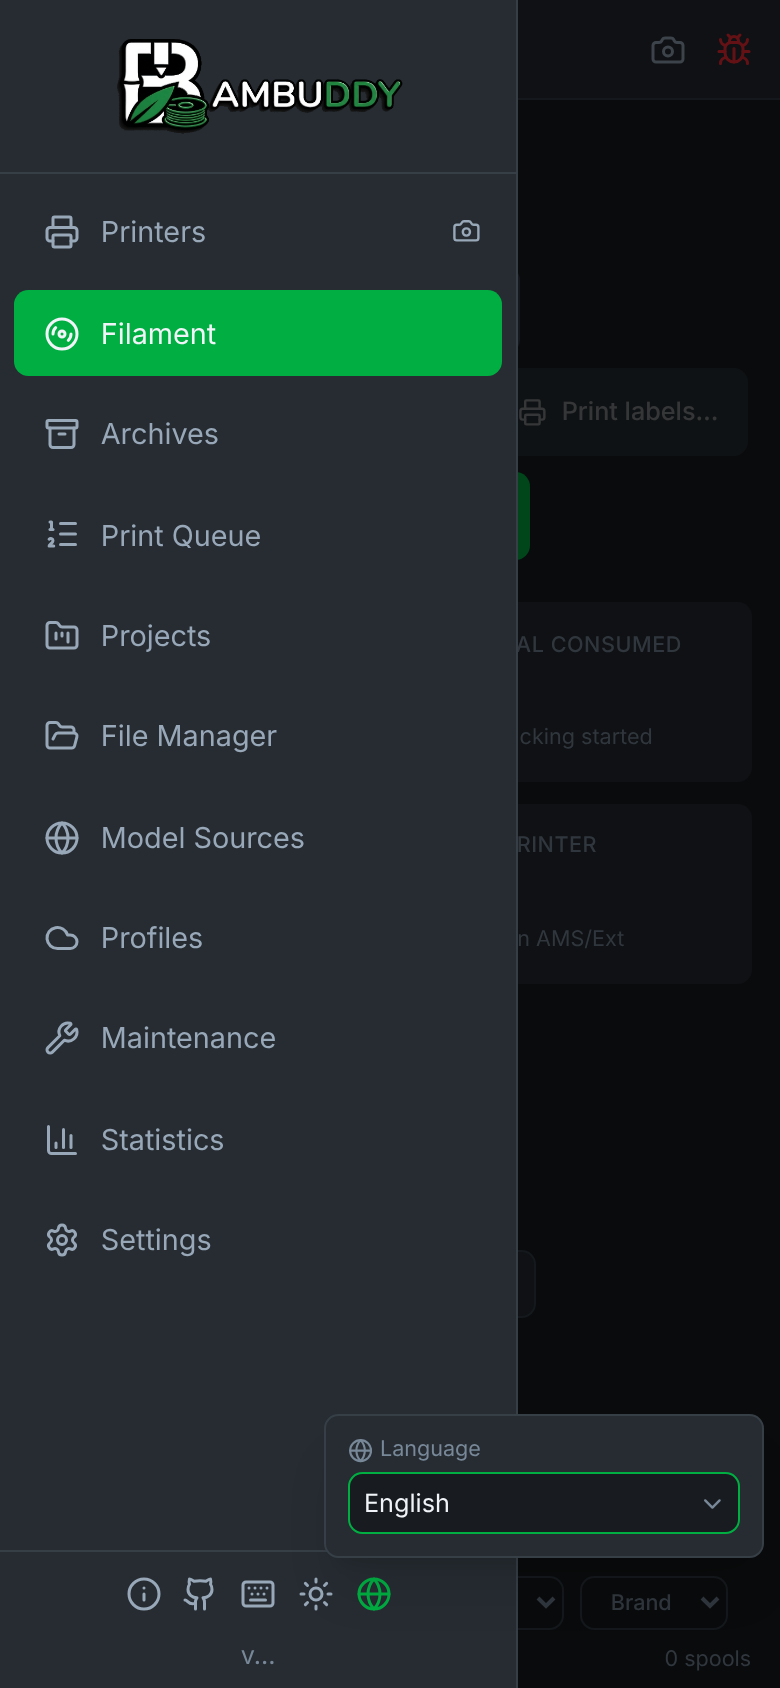 BAMBUDDY
Printers
Filament
Print labels...
Archives
Print Queue
AL CONSUMED
Projects
cking started
File Manager
Model Sources
RINTER
Profiles
n AMS/Ext
Maintenance
Statistics
Settings
Language
English
Brand
v...
0 spools